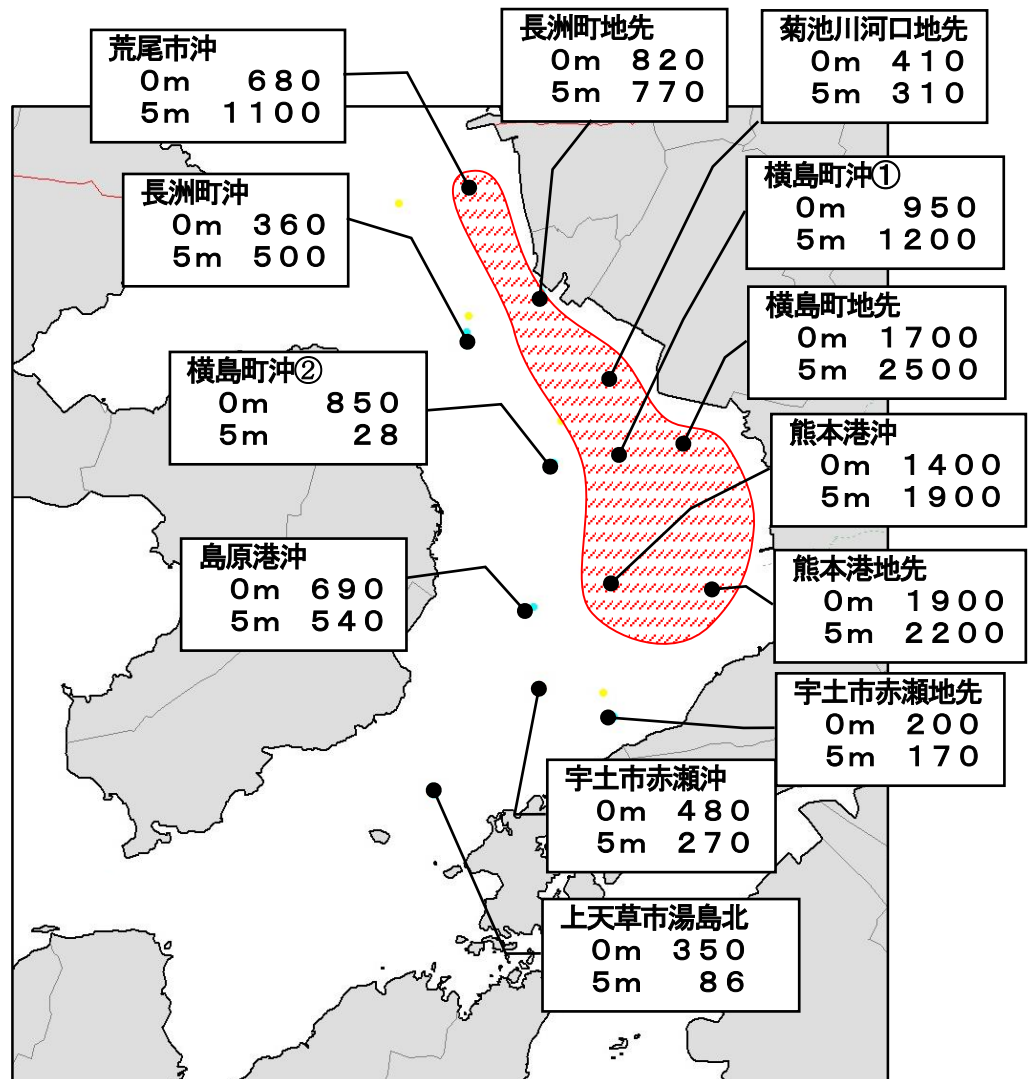 荒尾市沖
0m 680
5m 1100
長洲町地先
0m 820
5m 770
菊池川河口地先
0m 410
5m 310
長洲町沖
0m 360
5m 500
横島町沖①
0m 950
5m 1200
横島町地先
0m 1700
5m 2500
横島町沖②
0m 850
5m 28
熊本港沖
0m 1400
5m 1900
島原港沖
0m 690
5m 540
熊本港地先
0m 1900
5m 2200
宇土市赤瀬地先
0m 200
5m 170
宇土市赤瀬沖
0m 480
5m 270
上天草市湯島北
0m 350
5m 86